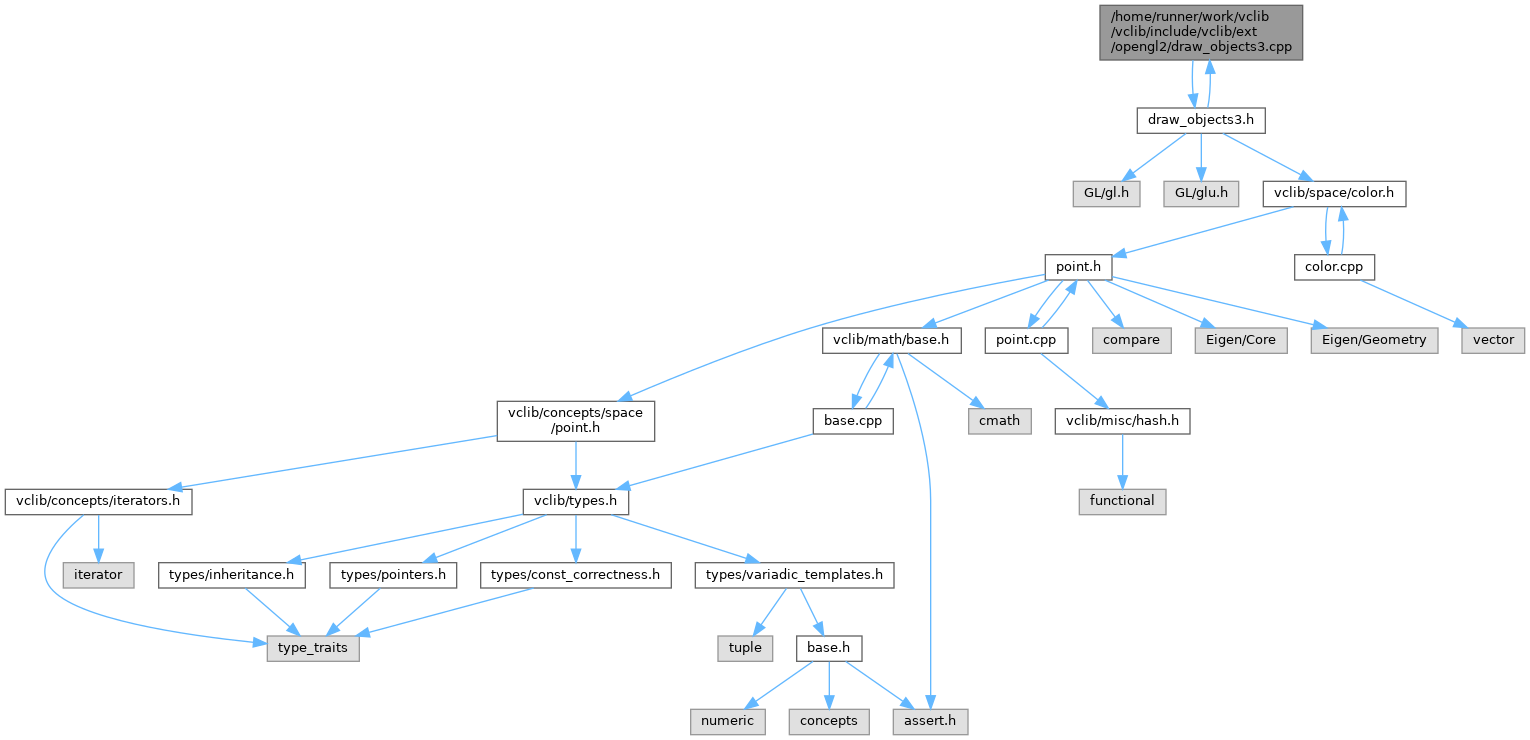 /home/runner/work/vclib
/vclib/include/vclib/ext
/opengl2/draw_objects3.cpp
draw_objects3.h
GL/gl.h
GL/glu.h
vclib/space/color.h
point.h
color.cpp
vclib/math/base.h
point.cpp
compare
Eigen/Core
Eigen/Geometry
vector
vclib/concepts/space
/point.h
base.cpp
cmath
vclib/misc/hash.h
vclib/concepts/iterators.h
vclib/types.h
functional
iterator
types/inheritance.h
types/pointers.h
types/const_correctness.h
types/variadic_templates.h
type_traits
tuple
base.h
numeric
concepts
assert.h